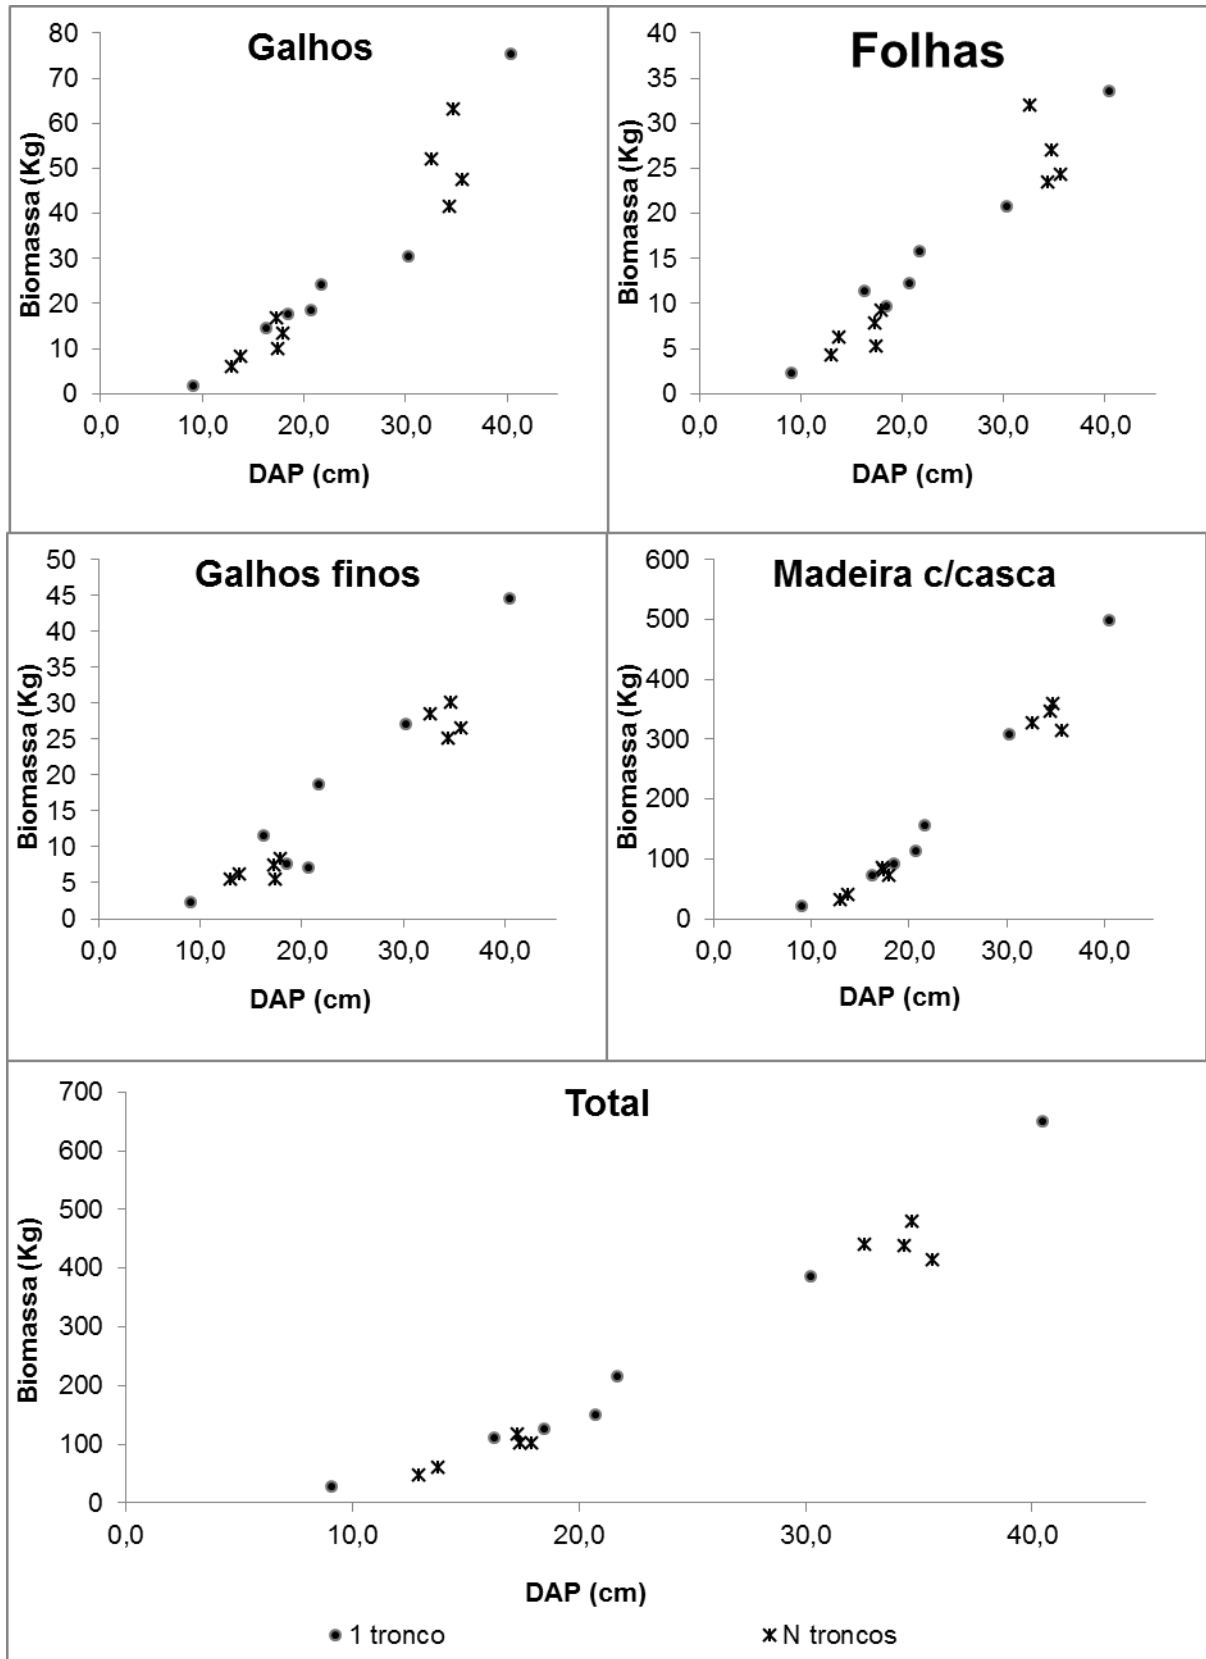 Galhos
Biomassa (Kg)
80
70
60
50
40
30
20
10
0
0,0 10,0 20,0 30,0 40,0
DAP (cm)
Folhas
Biomassa (Kg)
40
35
30
25
20
15
10
5
0
0,0 10,0 20,0 30,0 40,0
DAP (cm)
Galhos finos
Biomassa (Kg)
50
45
40
35
30
25
20
15
10
5
0
0,0 10,0 20,0 30,0 40,0
DAP (cm)
Madeira c/casca
Biomassa (Kg)
600
500
400
300
200
100
0
0,0 10,0 20,0 30,0 40,0
DAP (cm)
Total
Biomassa (Kg)
700
600
500
400
300
200
100
0
0,0 10,0 20,0 30,0 40,0
DAP (cm)
1 tronco N troncos